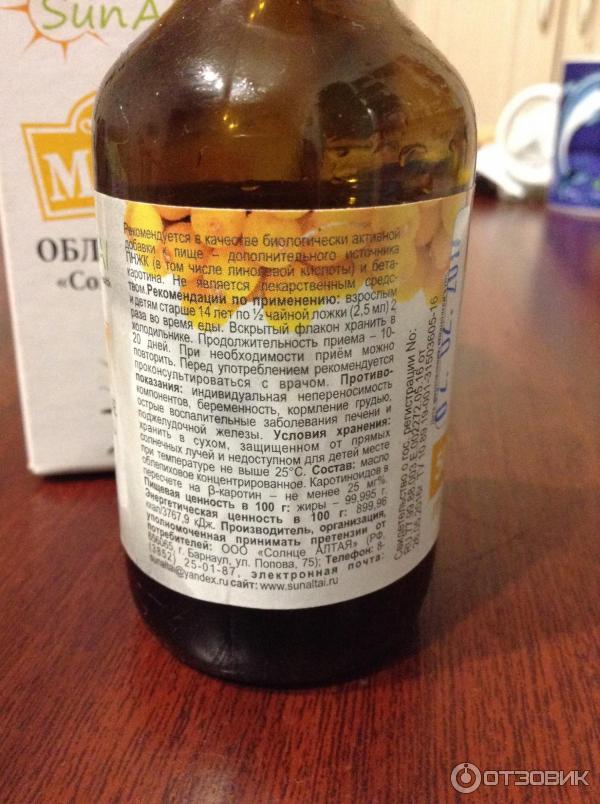 SunA
М
ОБЛ
«Со
Рекомендуется в качестве биологически активной
добавки к пище – дополнительного источника
ПНЖК (в том числе линолевой кислоты) и бета-
каротина. Не является лекарственным средс-
твом. Рекомендации по применению: взрослым
и детям старше 14 лет по ½ чайной ложки (2,5 мл) 2
раза во время еды. Вскрытый флакон хранить в
холодильнике. Продолжительность приема – 10-
20 дней. При необходимости приём можно
повторить. Перед употреблением рекомендуется
проконсультироваться с врачом. Противо-
показания: индивидуальная непереносимость
компонентов, беременность, кормление грудью,
острые воспалительные заболевания печени и
поджелудочной железы. Условия хранения:
хранить в сухом, защищенном от прямых
солнечных лучей и недоступном для детей месте
при температуре не выше 25°С. Состав: масло
облепиховое концентрированное. Каротиноидов в
пересчете на β-каротин – не менее 25 мг%.
Пищевая ценность в 100 г: жиры – 99,995 г.
Энергетическая ценность в 100 г: 899,96
ккал/3767,9 кДж. Производитель, организация,
уполномоченная принимать претензии от
потребителей: ООО «Солнце АЛТАЯ» (РФ,
656065, г. Барнаул, ул. Попова, 75); Телефон: 8-
(3852) 25-01-87, электронная почта:
sunaltai@yandex.ru сайт: www.sunaltai.ru
Свидетельство о гос. регистрации No:
ОТЗОВИК